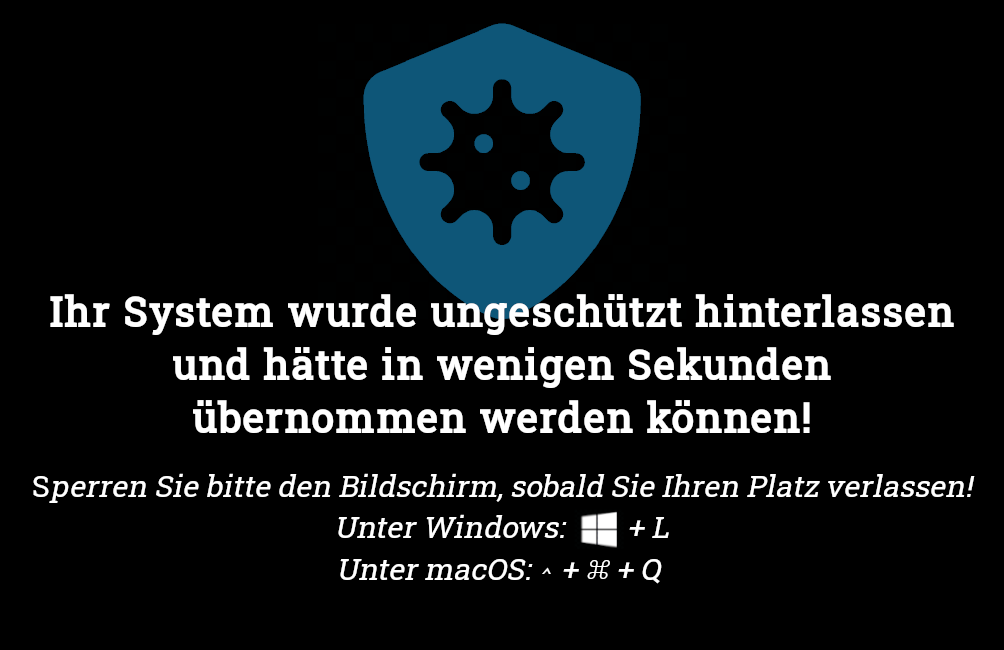 Ihr System wurde ungeschützt hinterlassen
und hätte in wenigen Sekunden
übernommen werden können!
Sperren Sie bitte den Bildschirm, sobald Sie Ihren Platz verlassen!
Unter Windows: + L
Unter macOS: ^ + ⌘ + Q